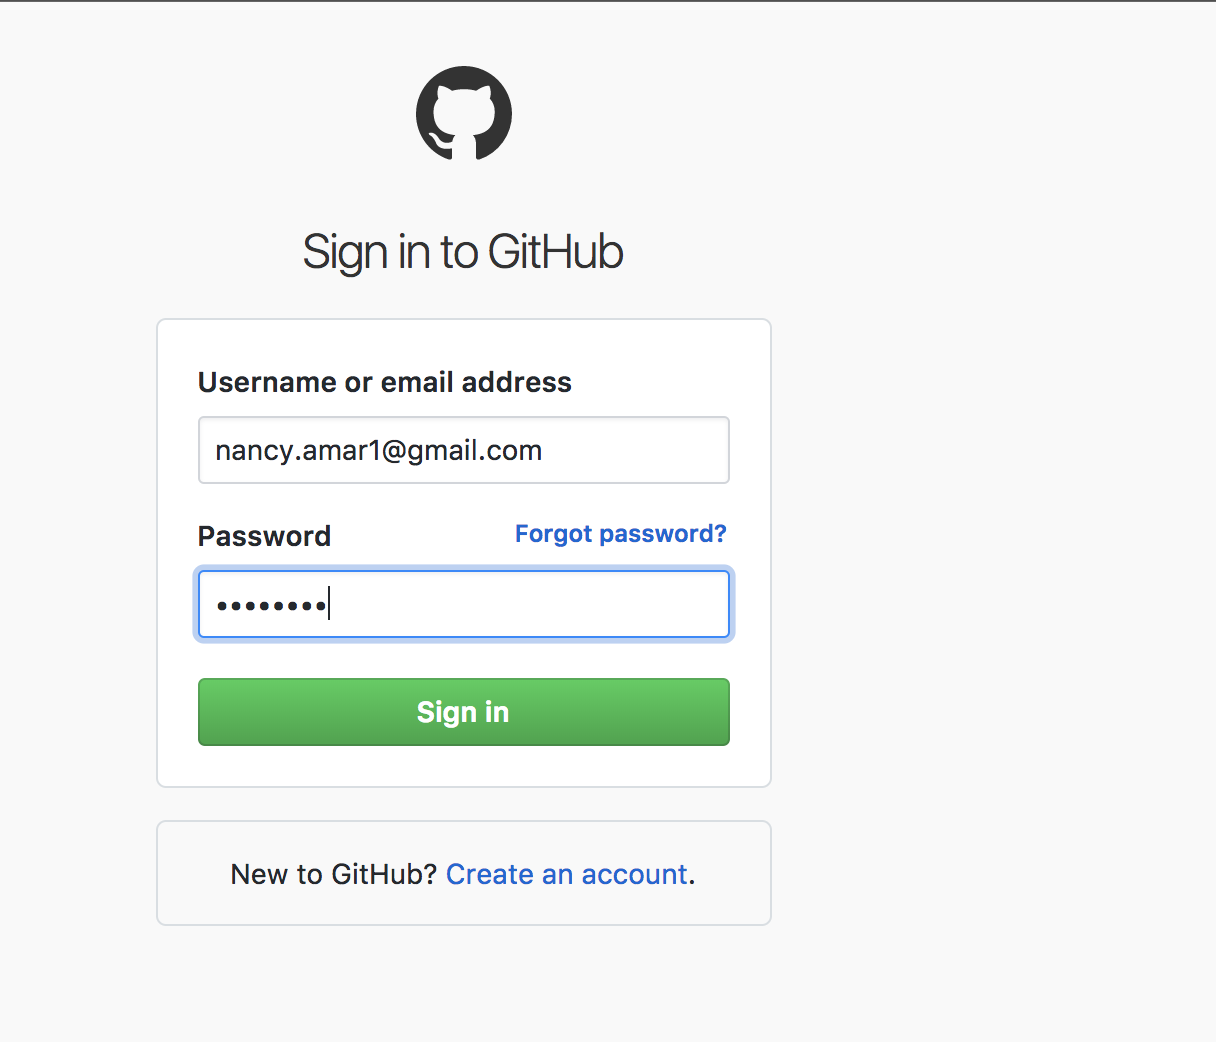 Sign in to GitHub
Username or email address
nancy.amar1@gmail.com
Password Forgot password?
••••••••
Sign in
New to GitHub? Create an account.